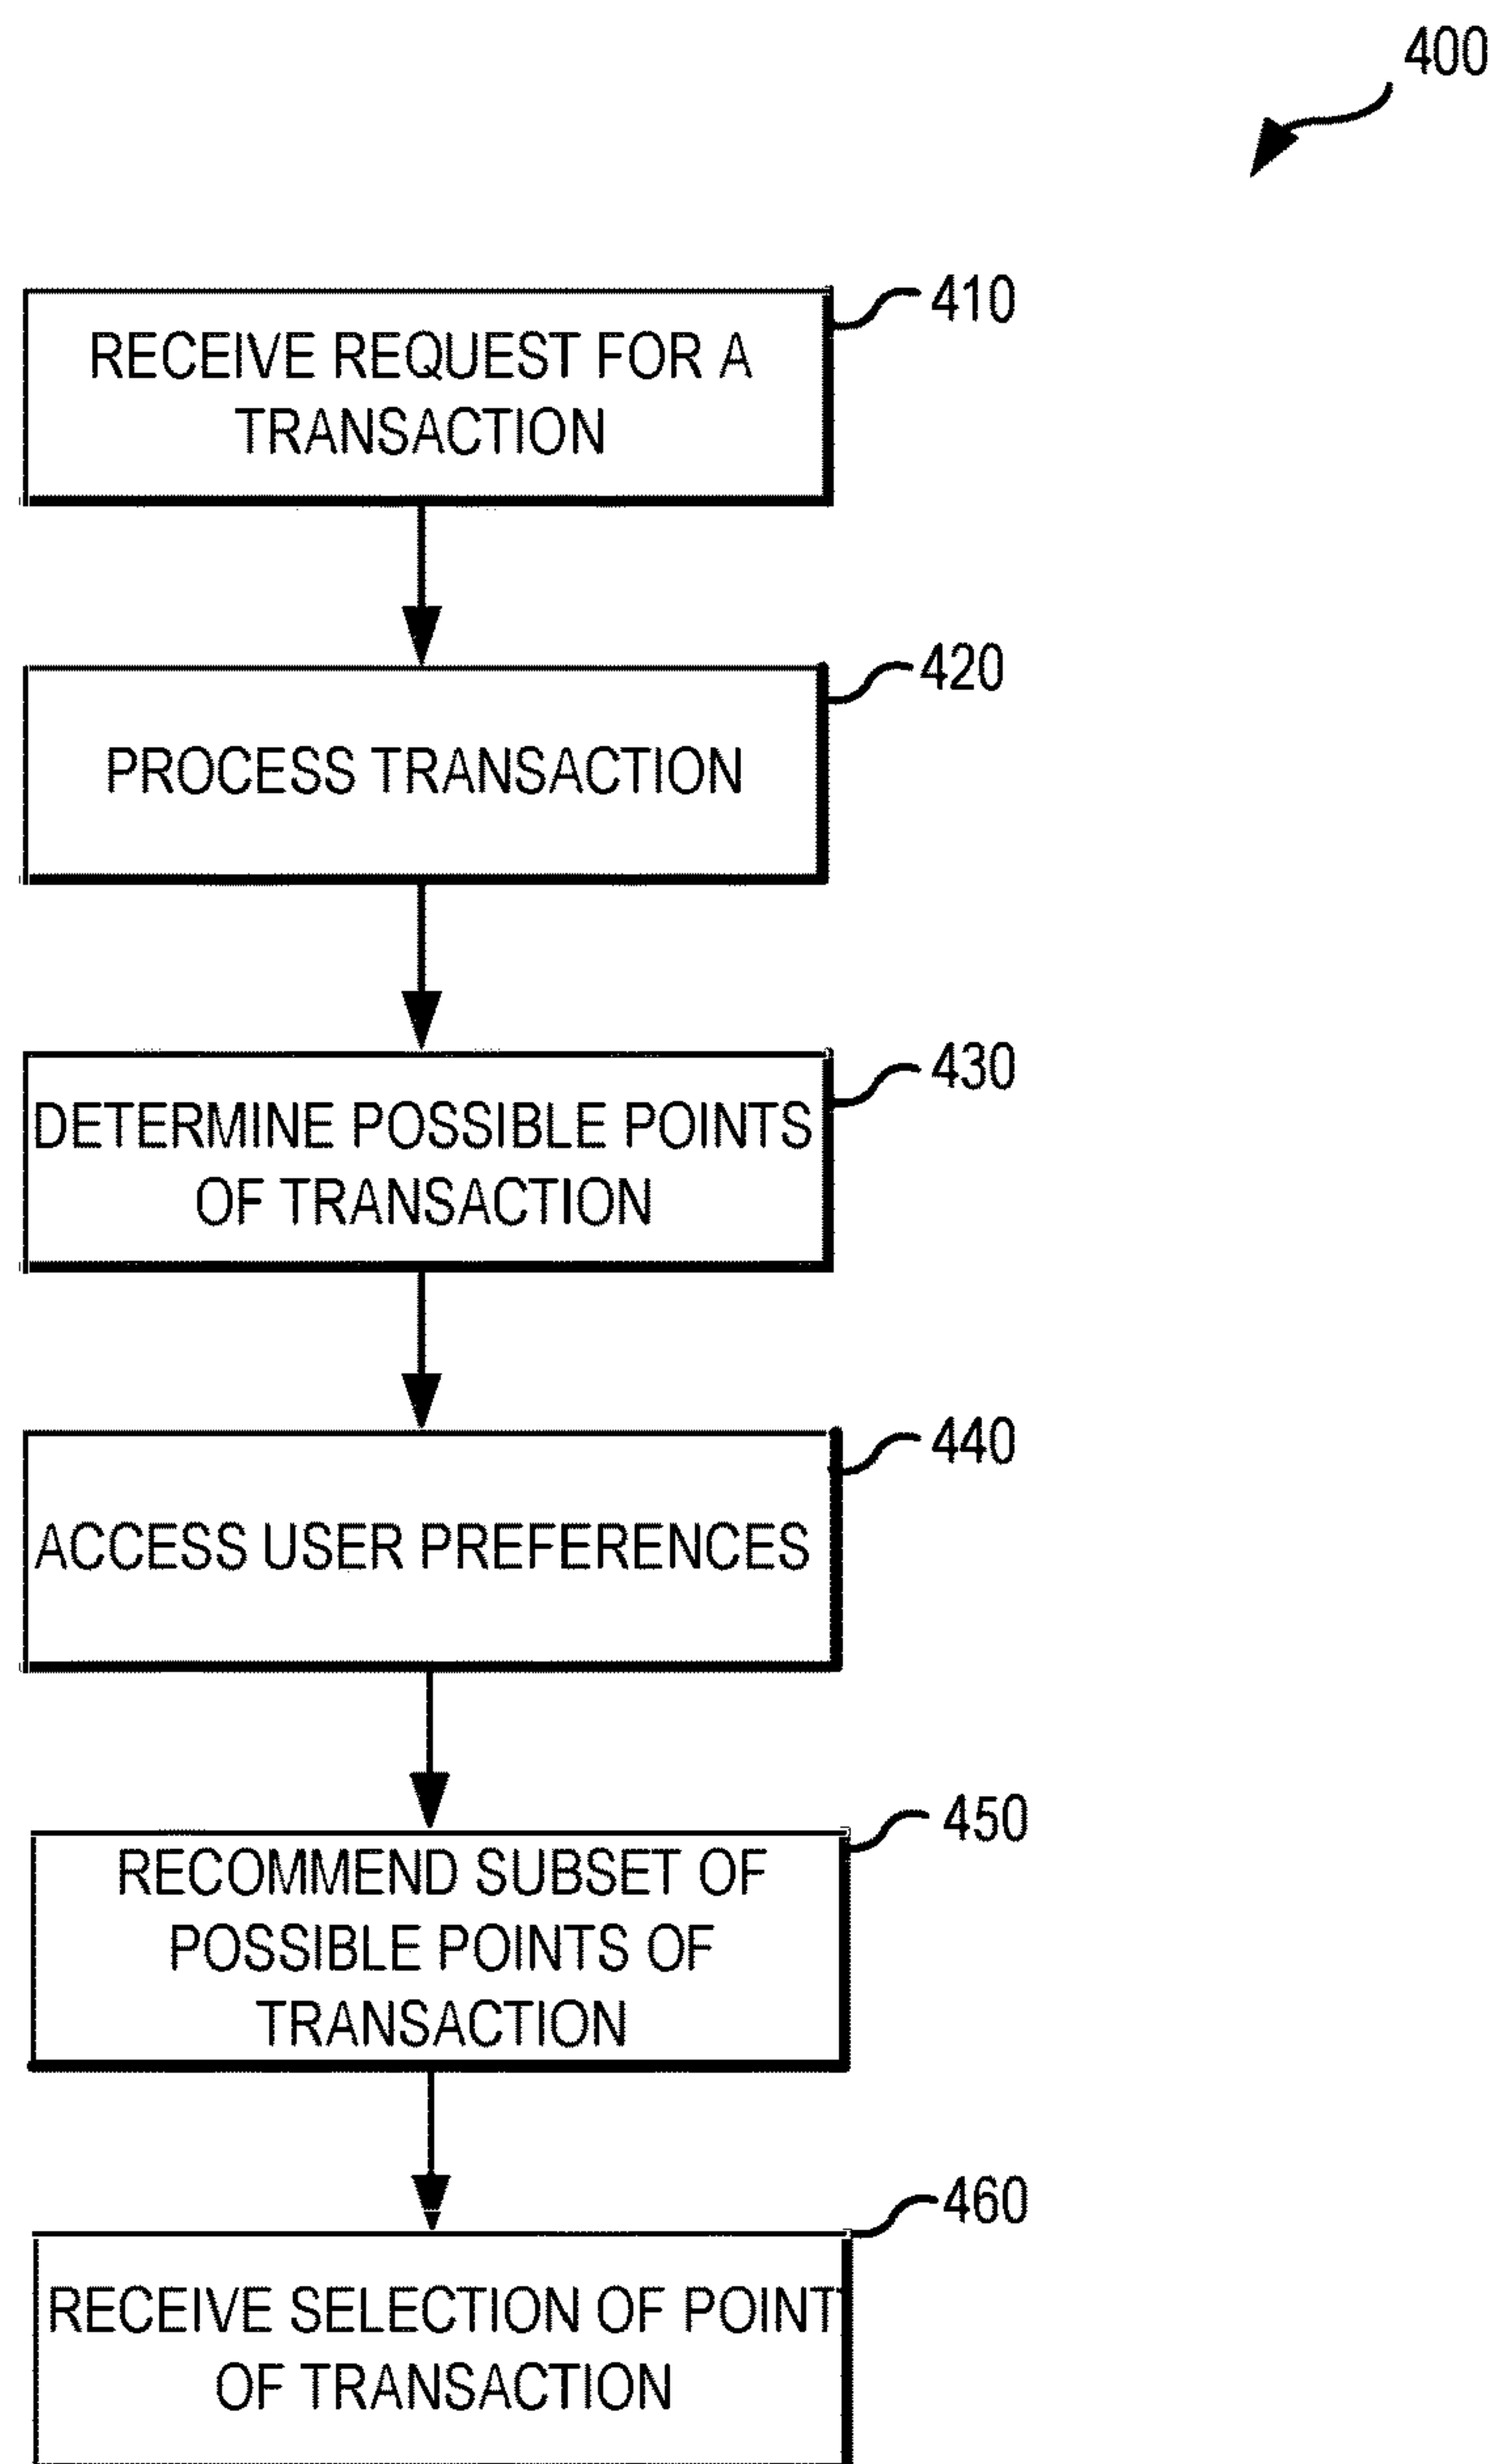 400
RECEIVE REQUEST FOR A
TRANSACTION
410
PROCESS TRANSACTION
420
DETERMINE POSSIBLE POINTS
OF TRANSACTION
430
ACCESS USER PREFERENCES
440
RECOMMEND SUBSET OF
POSSIBLE POINTS OF
TRANSACTION
450
RECEIVE SELECTION OF POINT
OF TRANSACTION
460